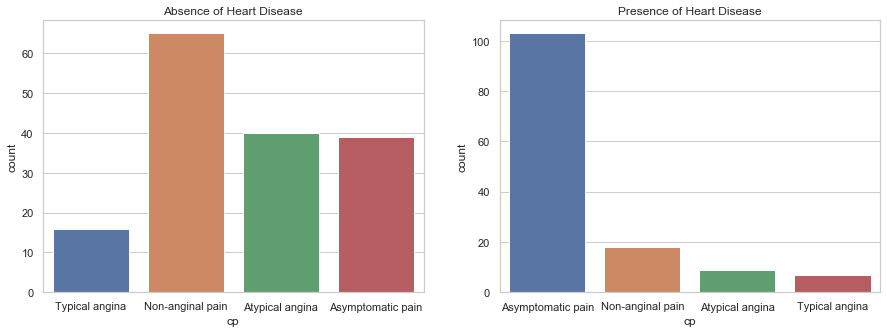 Absence of Heart Disease
60
50
40
30
20
10
0
count
Typical angina Non-anginal pain Atypical angina Asymptomatic pain
cp
Presence of Heart Disease
100
80
60
40
20
0
count
Asymptomatic pain Non-anginal pain Atypical angina Typical angina
cp